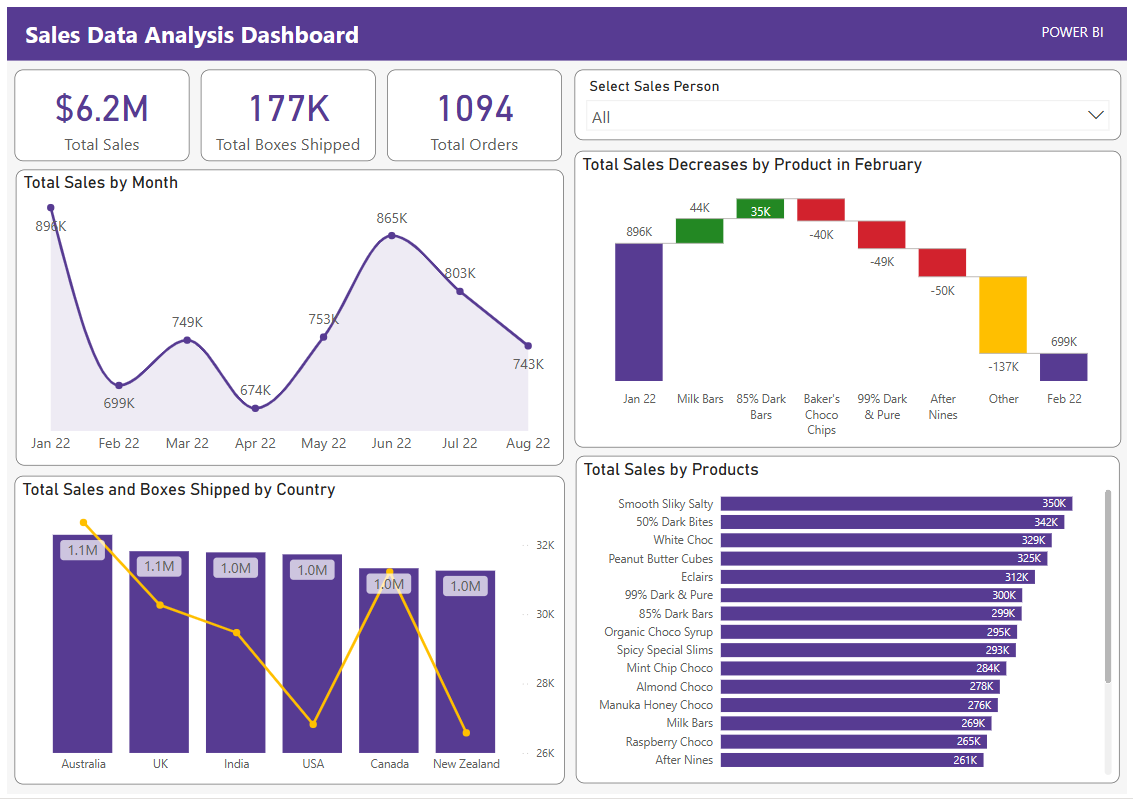 Sales Data Analysis Dashboard
POWER BI
$6.2M
Total Sales
177K
Total Boxes Shipped
1094
Total Orders
Select Sales Person
All
Total Sales by Month
896K
699K
749K
674K
753K
865K
803K
743K
Jan 22
Feb 22
Mar 22
Apr 22
May 22
Jun 22
Jul 22
Aug 22
Total Sales Decreases by Product in February
896K
44K
35K
-40K
-49K
-50K
-137K
699K
Jan 22
Milk Bars
85% Dark
Bars
Baker's
Choco
Chips
99% Dark
& Pure
After
Nines
Other
Feb 22
Total Sales and Boxes Shipped by Country
1.1M
1.1M
1.0M
1.0M
1.0M
1.0M
32K
30K
28K
26K
Australia
UK
India
USA
Canada
New Zealand
Total Sales by Products
Smooth Sliky Salty 350K
50% Dark Bites 342K
White Choc 329K
Peanut Butter Cubes 325K
Eclairs 312K
99% Dark & Pure 300K
85% Dark Bars 299K
Organic Choco Syrup 295K
Spicy Special Slims 293K
Mint Chip Choco 284K
Almond Choco 278K
Manuka Honey Choco 276K
Milk Bars 269K
Raspberry Choco 265K
After Nines 261K